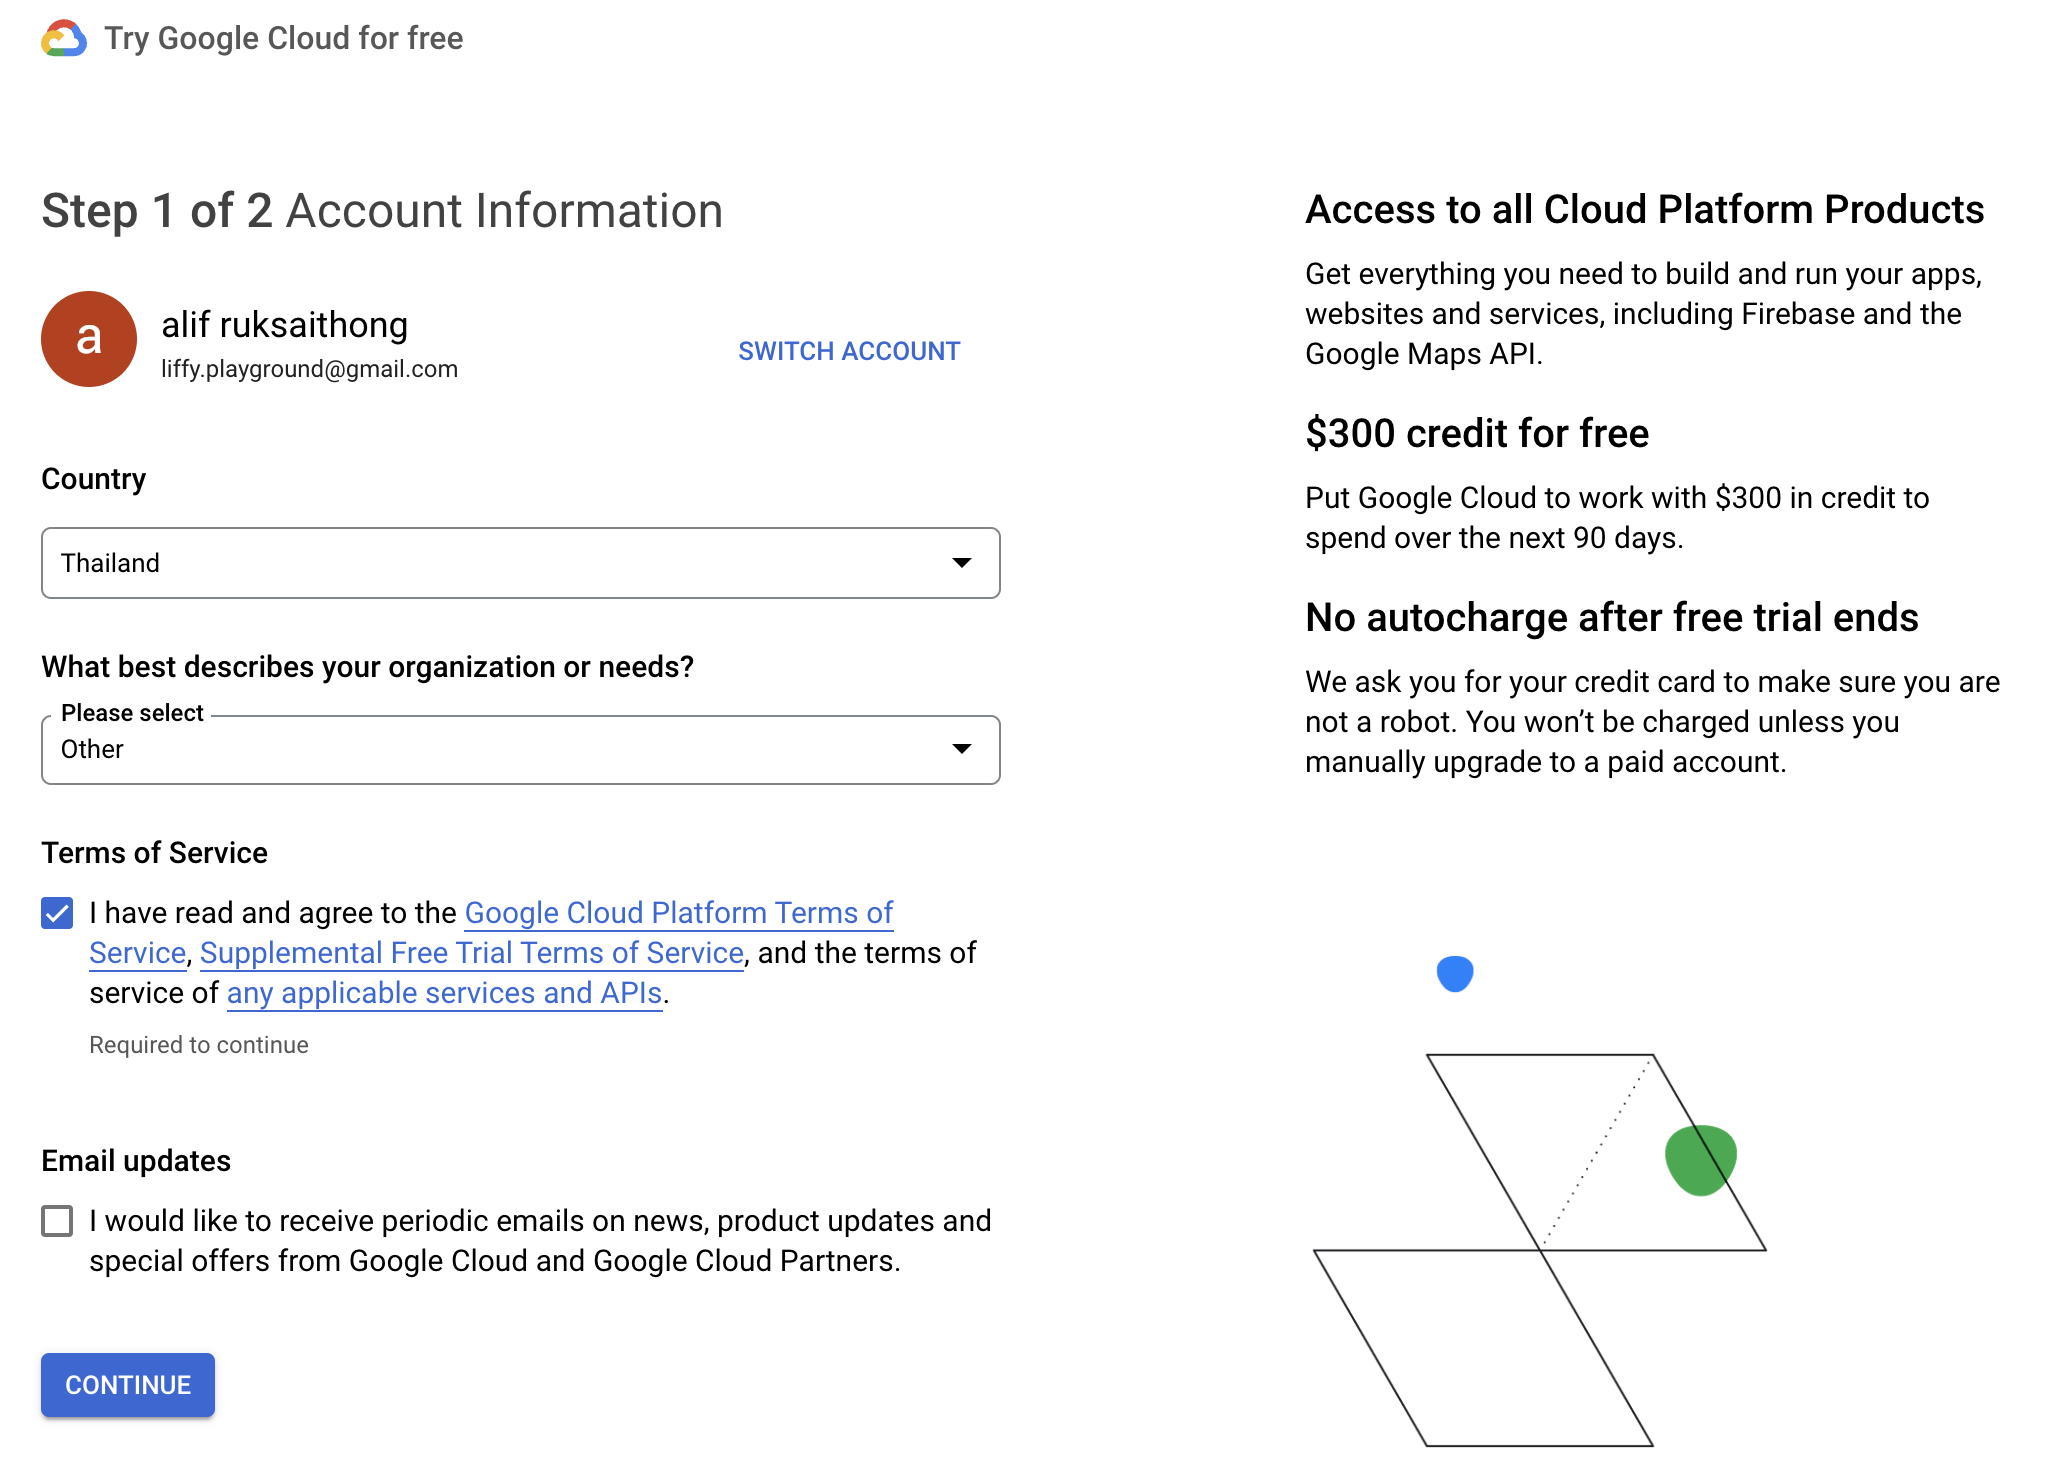 Try Google Cloud for free
Step 1 of 2 Account Information
a
alif ruksaithong
liffy.playground@gmail.com
SWITCH ACCOUNT
Country
Thailand
What best describes your organization or needs?
Please select
Other
Terms of Service
I have read and agree to the Google Cloud Platform Terms of
Service, Supplemental Free Trial Terms of Service, and the terms of
service of any applicable services and APIs.
Required to continue
Email updates
I would like to receive periodic emails on news, product updates and
special offers from Google Cloud and Google Cloud Partners.
CONTINUE
Access to all Cloud Platform Products
Get everything you need to build and run your apps,
websites and services, including Firebase and the
Google Maps API.
$300 credit for free
Put Google Cloud to work with $300 in credit to
spend over the next 90 days.
No autocharge after free trial ends
We ask you for your credit card to make sure you are
not a robot. You won’t be charged unless you
manually upgrade to a paid account.